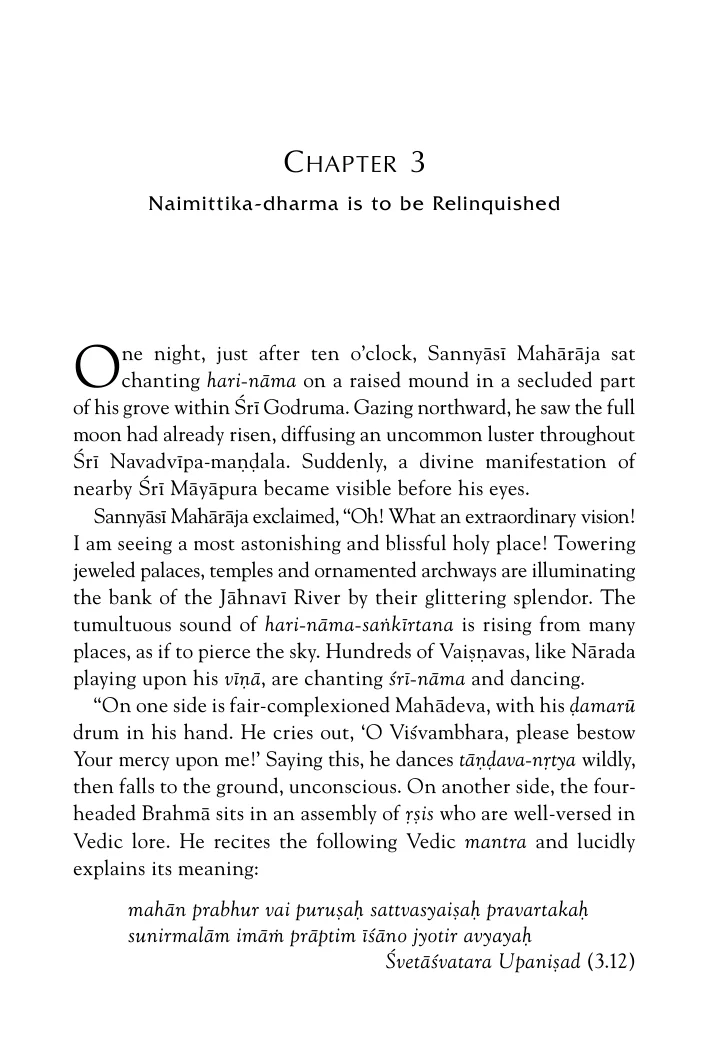 CHAPTER 3
Naimittika-dharma is to be Relinquished
One night, just after ten o’clock, Sannyāsī Mahārāja sat
chanting hari-nāma on a raised mound in a secluded part
of his grove within Śrī Godruma. Gazing northward, he saw the full
moon had already risen, diffusing an uncommon luster throughout
Śrī Navadvīpa-maṇḍala. Suddenly, a divine manifestation of
nearby Śrī Māyāpura became visible before his eyes.
Sannyāsī Mahārāja exclaimed, “Oh! What an extraordinary vision!
I am seeing a most astonishing and blissful holy place! Towering
jeweled palaces, temples and ornamented archways are illuminating
the bank of the Jāhnavī River by their glittering splendor. The
tumultuous sound of hari-nāma-saṅkīrtana is rising from many
places, as if to pierce the sky. Hundreds of Vaiṣṇavas, like Nārada
playing upon his vīṇā, are chanting śrī-nāma and dancing.
“On one side is fair-complexioned Mahādeva, with his ḍamarū
drum in his hand. He cries out, ‘O Viśvambhara, please bestow
Your mercy upon me!’ Saying this, he dances tāṇḍava-nṛtya wildly,
then falls to the ground, unconscious. On another side, the four-
headed Brahmā sits in an assembly of ṛṣis who are well-versed in
Vedic lore. He recites the following Vedic mantra and lucidly
explains its meaning:
mahān prabhur vai puruṣaḥ sattvasyaiṣaḥ pravartakaḥ
sunirmalām imāṁ prāptim īśāno jyotir avyayaḥ
Śvetāśvatara Upaniṣad (3.12)